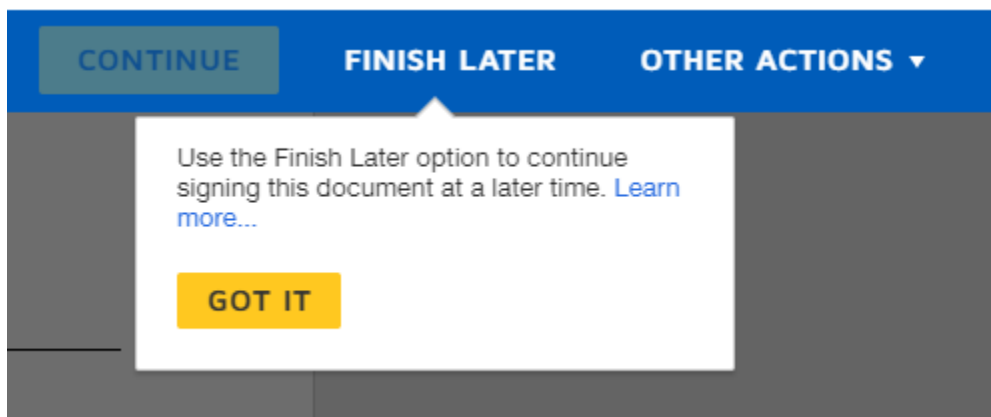 CONTINUE FINISH LATER OTHER ACTIONS
Use the Finish Later option to continue
signing this document at a later time. Learn
more...
GOT IT